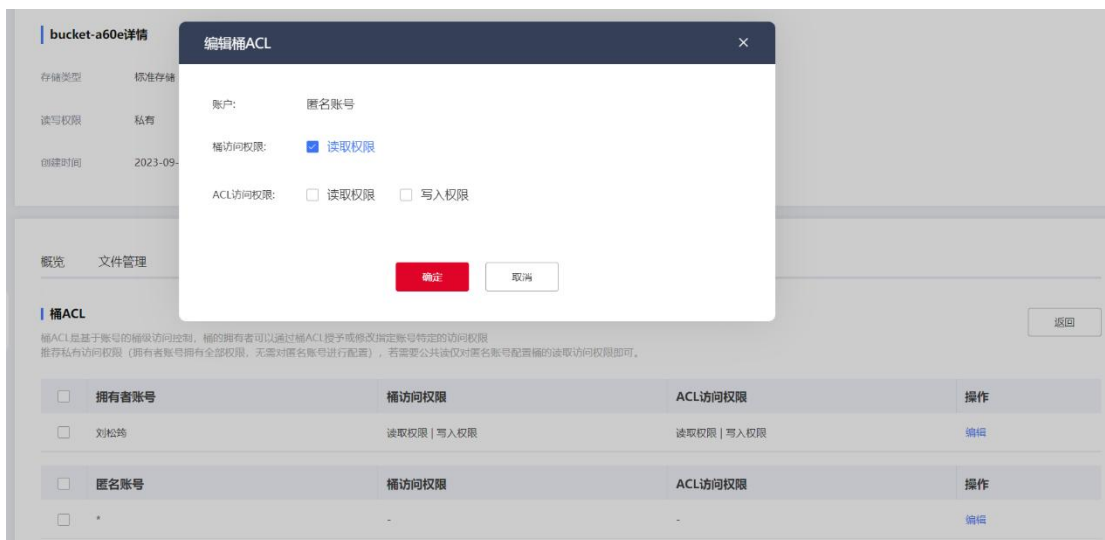 bucket-a60e详情
存储类型 标准存储
读写权限 私有
创建时间 2023-09-
编辑桶ACL ×
账户: 匿名账号
桶访问权限: 读取权限
ACL访问权限: 读取权限 写入权限
确定 取消
概览 文件管理
桶ACL
返回
桶ACL是基于账号的桶级访问控制，桶的拥有者可以通过桶ACL授予或修改指定账号特定的访问权限
推荐私有访问权限（拥有者账号拥有全部权限，无需对匿名账号进行配置），若需要公共读仅对匿名账号配置桶的读取访问权限即可。
拥有者账号 桶访问权限 ACL访问权限 操作
刘松筠 读取权限 | 写入权限 读取权限 | 写入权限 编辑
匿名账号 桶访问权限 ACL访问权限 操作
* - - 编辑